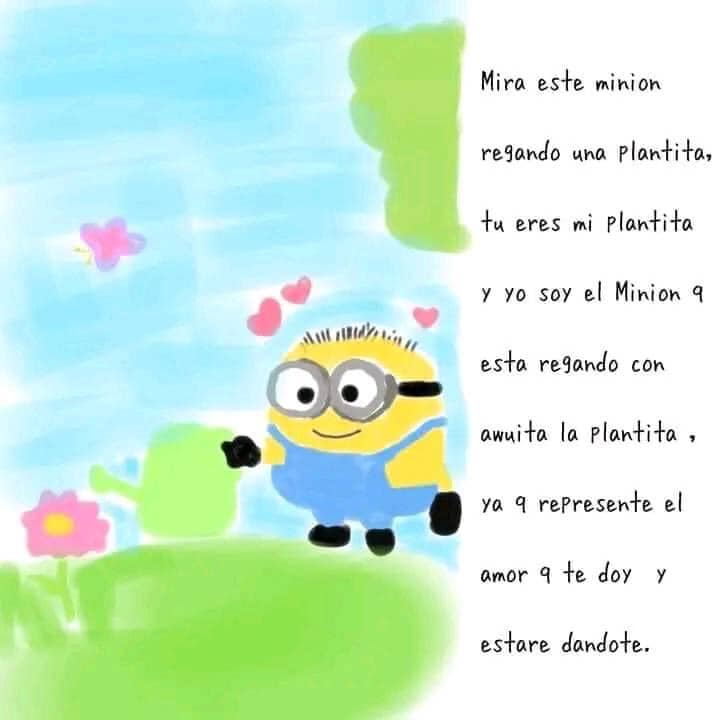 Mira este minion
regando una Plantita,
tu eres mi Plantita
y yo soy el Minion q
esta regando con
awuita la Plantita ,
ya q rePresente el
amor q te doy y
estare dandote.